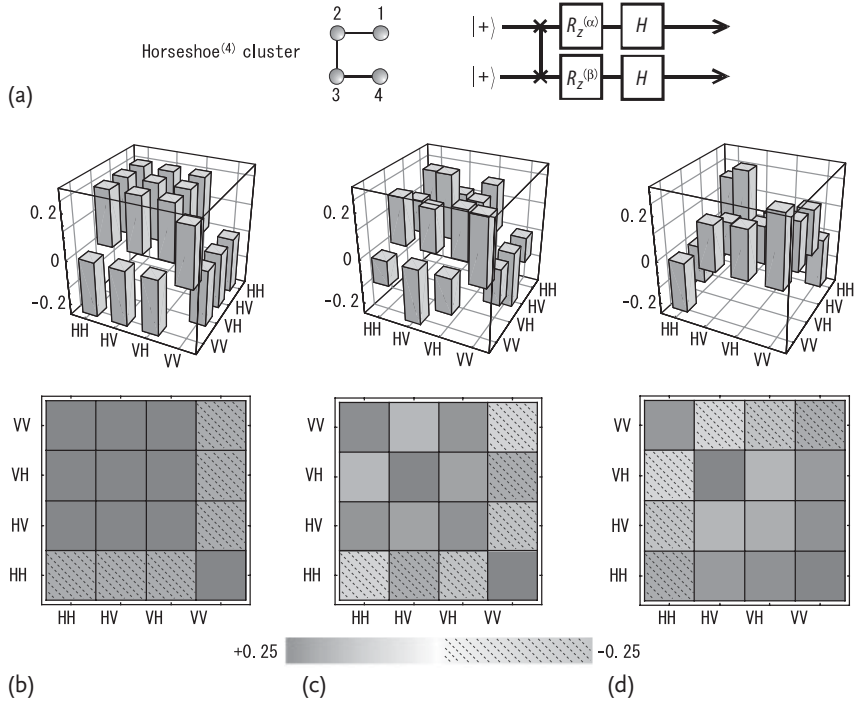 2 1
Horseshoe(4) cluster
3 4
|+⟩ Rz(α) H
|+⟩ Rz(β) H
(a)
0.2
0
-0.2
HH HV VH VV
VV VH HV HH
0.2
0
-0.2
HH HV VH VV
VV VH HV HH
0.2
0
-0.2
HH HV VH VV
VV VH HV HH
VV
VH
HV
HH
HH HV VH VV
VV
VH
HV
HH
HH HV VH VV
VV
VH
HV
HH
HH HV VH VV
+0.25 -0.25
(b) (c) (d)